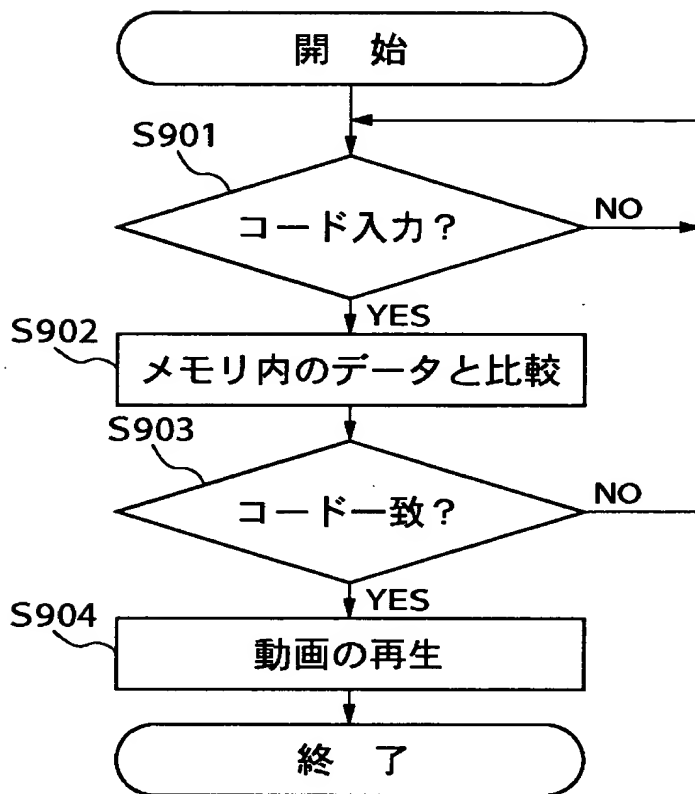 開 始
S901
コード入力?
NO
YES
S902
メモリ内のデータと比較
S903
コード一致?
NO
YES
S904
動画の再生
終 了